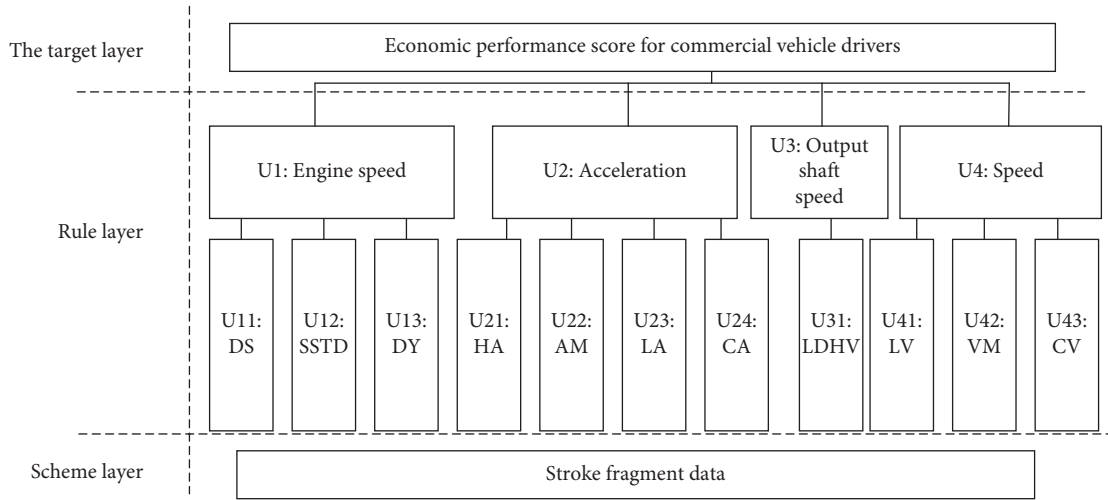 The target layer
Economic performance score for commercial vehicle drivers
Rule layer
U1: Engine speed
U2: Acceleration
U3: Output
shaft
speed
U4: Speed
U11:
DS
U12:
SSTD
U13:
DY
U21:
HA
U22:
AM
U23:
LA
U24:
CA
U31:
LDHV
U41:
LV
U42:
VM
U43:
CV
Scheme layer
Stroke fragment data